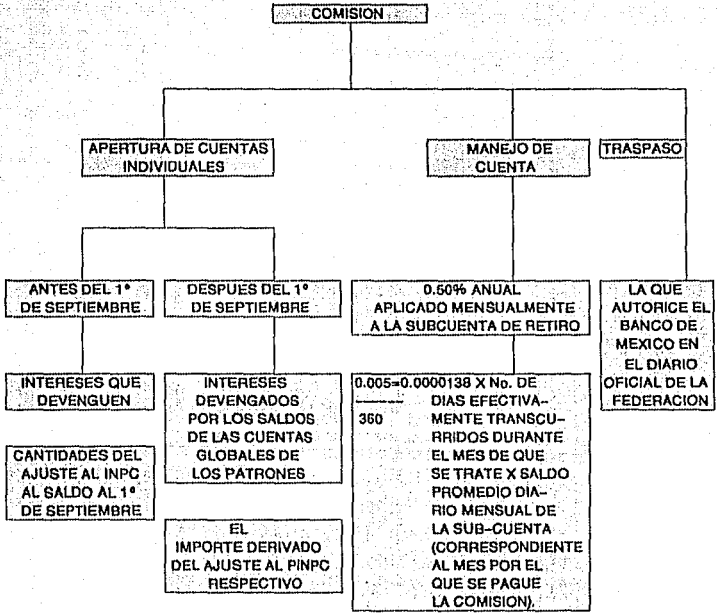 COMISION
APERTURA DE CUENTAS
INDIVIDUALES
MANEJO DE
CUENTA
TRASPASO
ANTES DEL 1º
DE SEPTIEMBRE
DESPUES DEL 1º
DE SEPTIEMBRE
0.50% ANUAL
APLICADO MENSUALMENTE
A LA SUBCUENTA DE RETIRO
LA QUE
AUTORICE EL
BANCO DE
MEXICO EN
EL DIARIO
OFICIAL DE LA
FEDERACION
INTERESES QUE
DEVENGUEN
CANTIDADES DEL
AJUSTE AL INPC
AL SALDO AL 1º
DE SEPTIEMBRE
INTERESES
DEVENGADOS
POR LOS SALDOS
DE LAS CUENTAS
GLOBALES DE
LOS PATRONES
EL
IMPORTE DERIVADO
DEL AJUSTE AL PINPC
RESPECTIVO
0.005=0.0000138 X No. DE
DIAS EFECTIVA-
360 MENTE TRANSCU-
RRIDOS DURANTE
EL MES DE QUE
SE TRATE X SALDO
PROMEDIO DIA-
RIO MENSUAL DE
LA SUB-CUENTA
(CORRESPONDIENTE
AL MES POR EL
QUE SE PAGUE
LA COMISION).